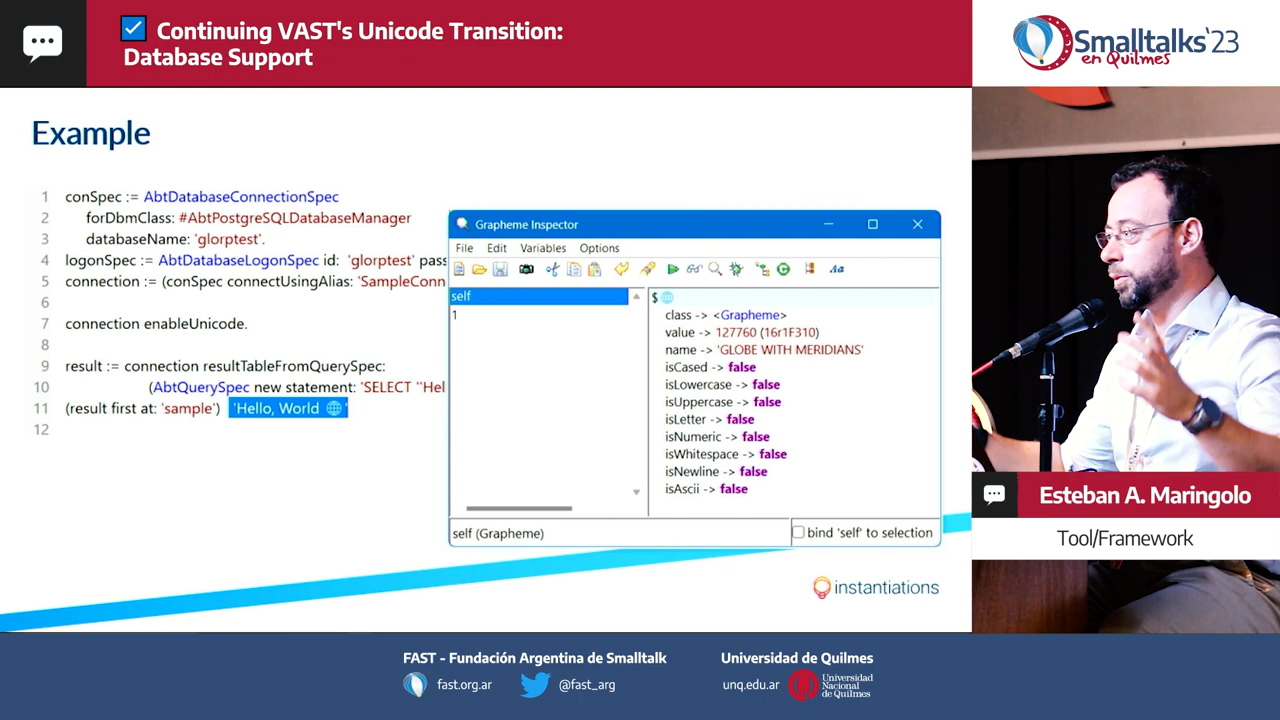 Continuing VAST's Unicode Transition:
Database Support
Smalltalks'23
en Quilmes
Example
1 conSpec := AbtDatabaseConnectionSpec
2 forDbmClass: #AbtPostgreSQLDatabaseManager
3 databaseName: 'glorptest'.
4 logonSpec := AbtDatabaseLogonSpec id: 'glorptest' pass
5 connection := (conSpec connectUsingAlias: 'SampleConn
6
7 connection enableUnicode.
8
9 result := connection resultTableFromQuerySpec:
10 (AbtQuerySpec new statement: 'SELECT ''Hel
11 (result first at: 'sample') 'Hello, World 🌐'
12
Grapheme Inspector
File Edit Variables Options
self
1
$🌐
class -> <Grapheme>
value -> 127760 (16r1F310)
name -> 'GLOBE WITH MERIDIANS'
isCased -> false
isLowercase -> false
isUppercase -> false
isLetter -> false
isNumeric -> false
isWhitespace -> false
isNewline -> false
isAscii -> false
self (Grapheme)
bind 'self' to selection
instantiations
Esteban A. Maringolo
Tool/Framework
FAST - Fundación Argentina de Smalltalk
fast.org.ar @fast_arg
Universidad de Quilmes
unq.edu.ar
Universidad
Nacional
de Quilmes